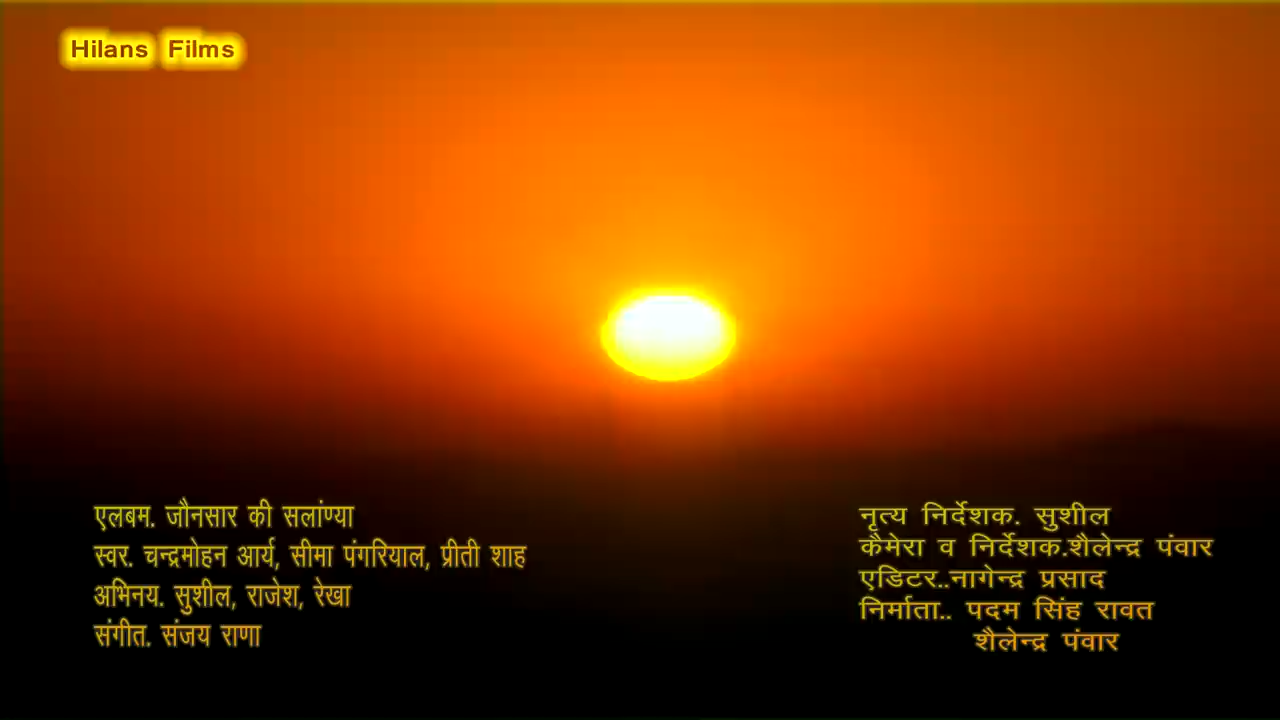 Hilans Films
एलबम. जौनसार की सलांण्या
स्वर. चन्द्रमोहन आर्य, सीमा पंगरियाल, प्रीती शाह
अभिनय. सुशील, राजेश, रेखा
संगीत. संजय राणा
नृत्य निर्देशक. सुशील
कैमेरा व निर्देशक.शैलेन्द्र पंवार
एडिटर..नागेन्द्र प्रसाद
निर्माता.. पदम सिंह रावत
शैलेन्द्र पंवार